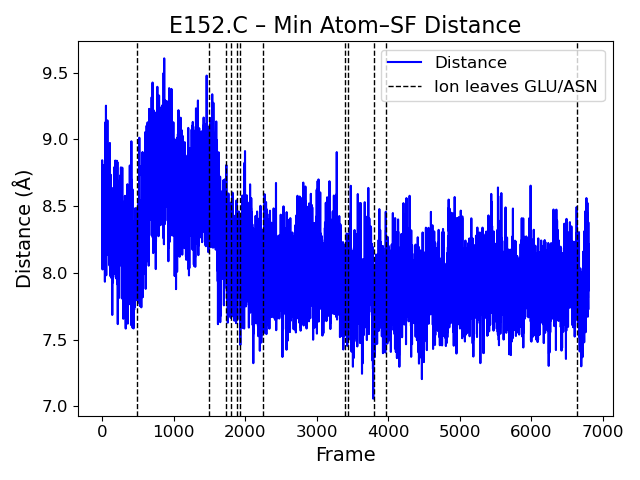 E152.C – Min Atom–SF Distance
Distance
Ion leaves GLU/ASN
Distance (Å)
9.5
9.0
8.5
8.0
7.5
7.0
0 1000 2000 3000 4000 5000 6000 7000
Frame